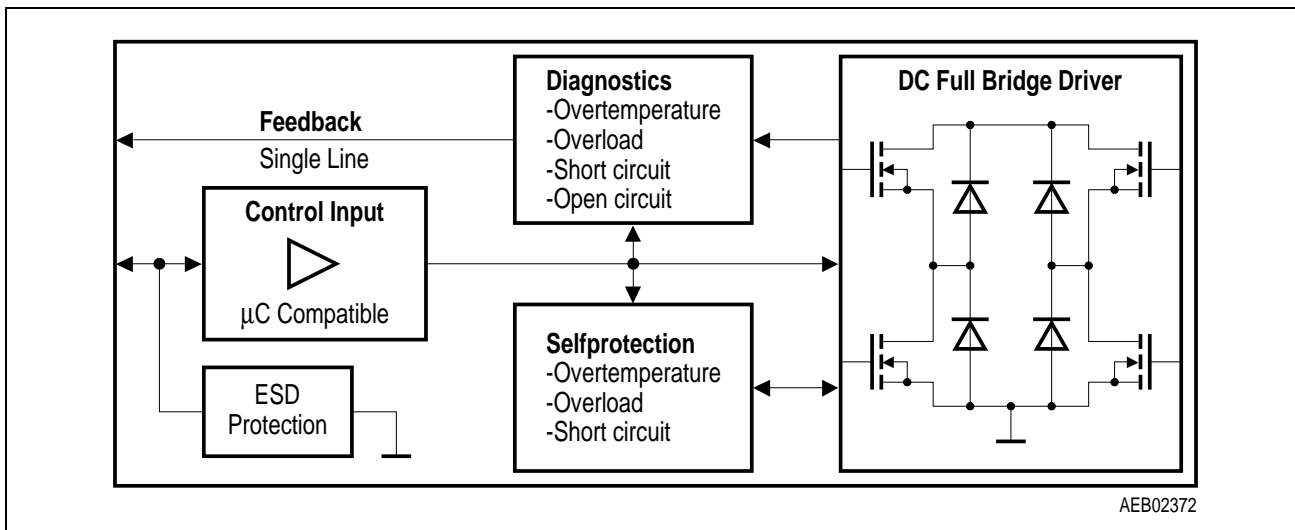 Feedback
Single Line
Control Input
μC Compatible
ESD
Protection
Diagnostics
-Overtemperature
-Overload
-Short circuit
-Open circuit
Selfprotection
-Overtemperature
-Overload
-Short circuit
DC Full Bridge Driver
AEB02372